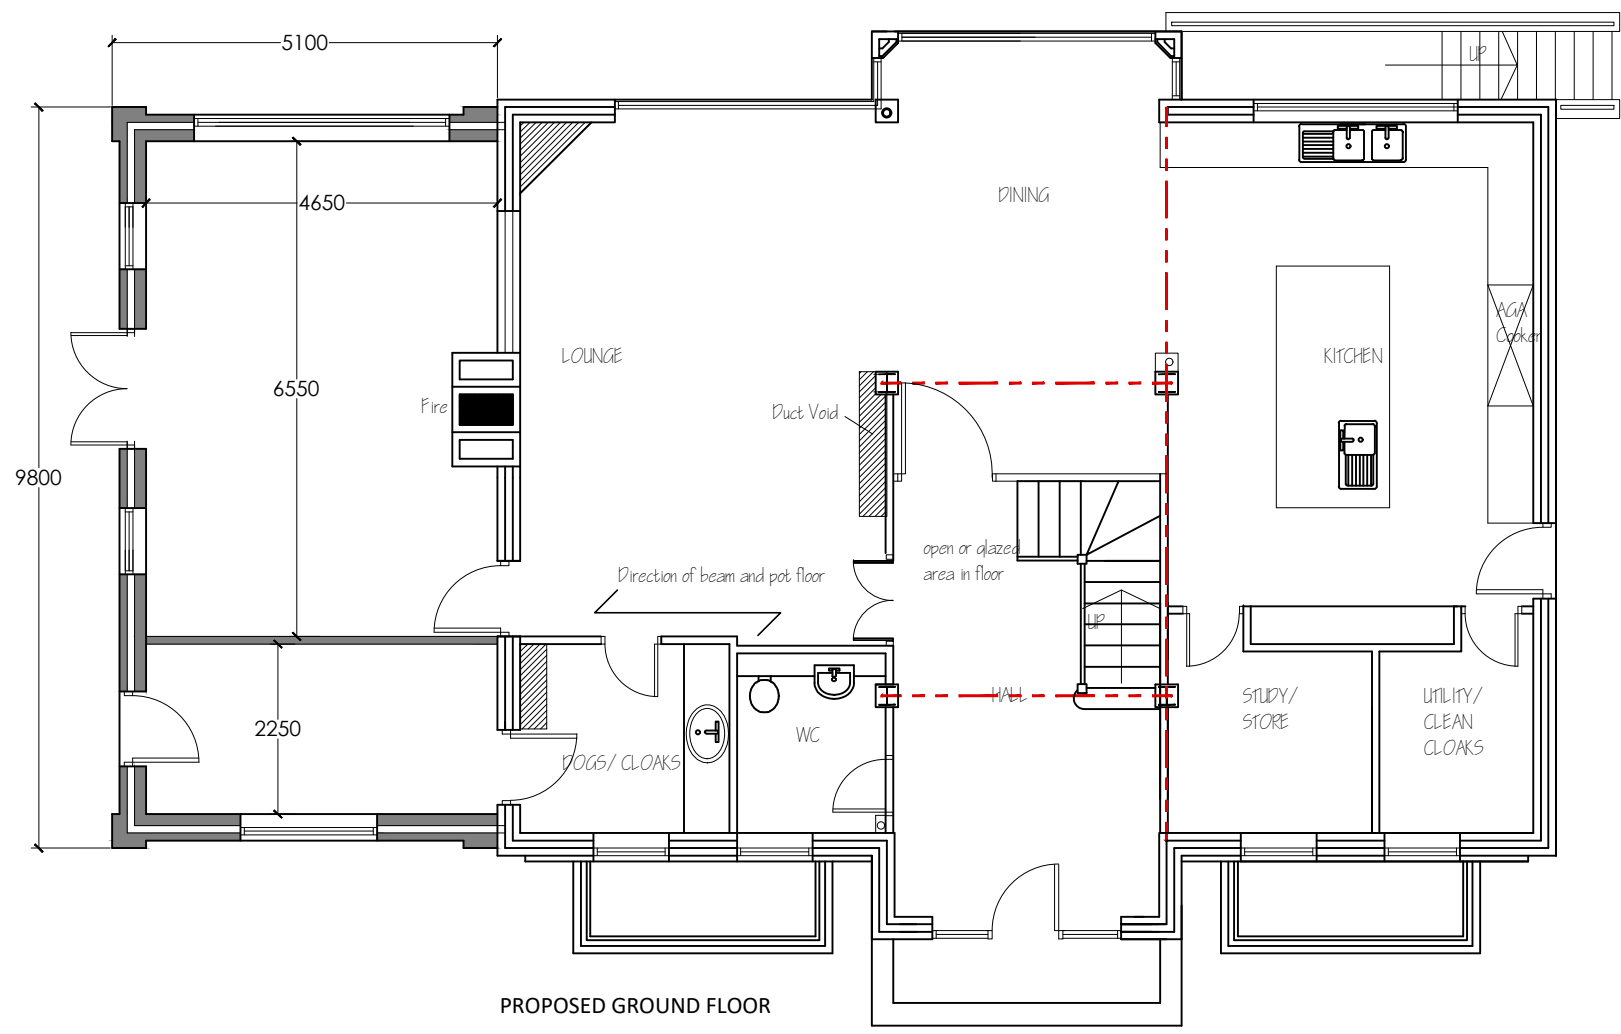 5100
UP
DINING
4650
AGA
Cooker
LOUNGE
KITCHEN
6550
Fire
Duct Void
9800
open or glazed
area in floor
Direction of beam and pot floor
UP
HALL
STUDY/
STORE
UTILITY/
CLEAN
CLOAKS
2250
WC
DOGS/ CLOAKS
PROPOSED GROUND FLOOR